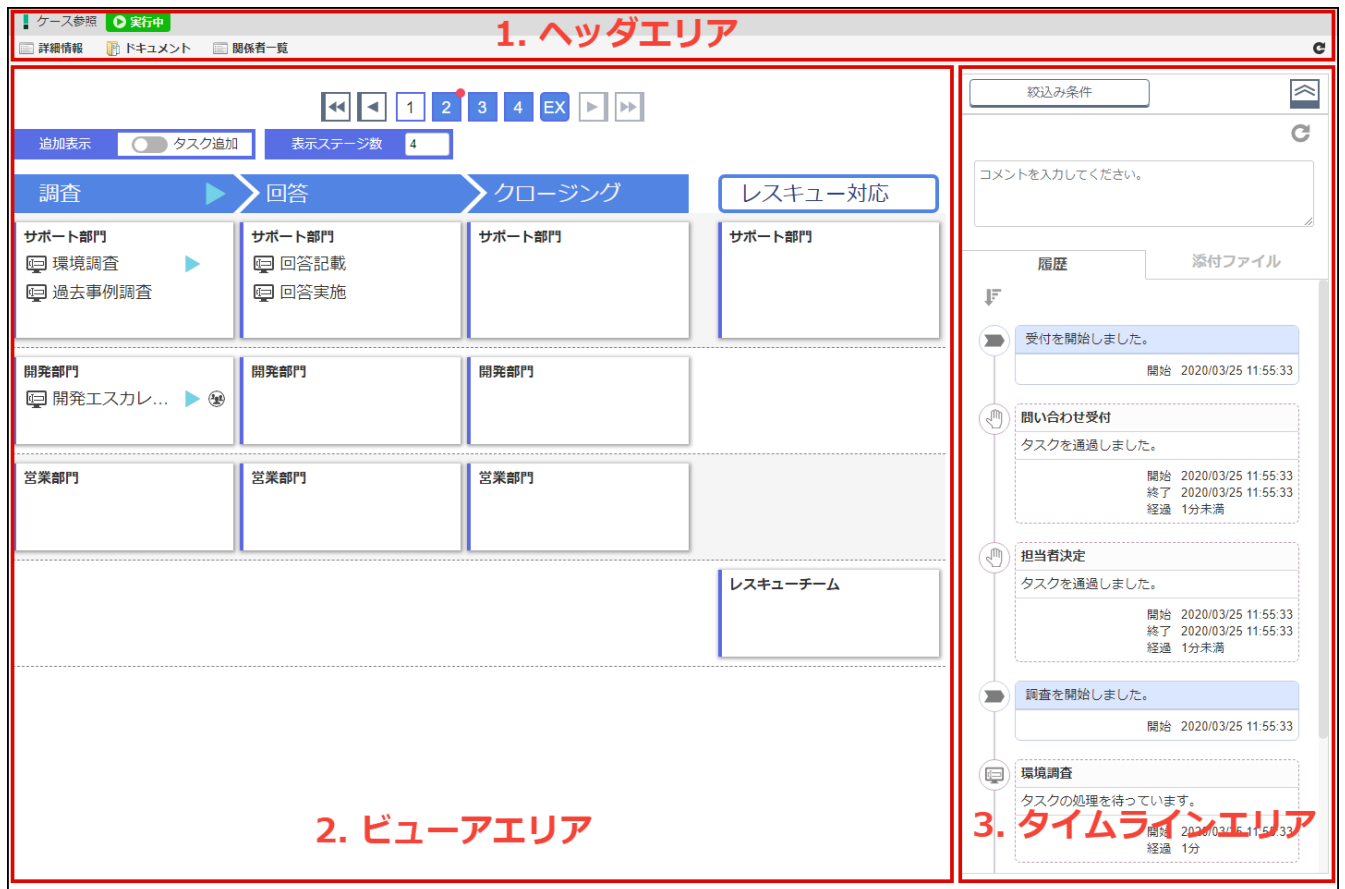 ケース参照 実行中
1. ヘッダエリア
詳細情報 ドキュメント 関係者一覧
1 2 3 4 EX
追加表示 タスク追加 表示ステージ数 4
調査 回答 クロージング レスキュー対応
サポート部門 サポート部門 サポート部門 サポート部門
環境調査 回答記載
過去事例調査 回答実施
開発部門 開発部門 開発部門
開発エスカレ...
営業部門 営業部門 営業部門
レスキューチーム
2. ビューアエリア
絞込み条件
コメントを入力してください。
履歴 添付ファイル
受付を開始しました。
開始 2020/03/25 11:55:33
問い合わせ受付
タスクを通過しました。
開始 2020/03/25 11:55:33
終了 2020/03/25 11:55:33
経過 1分未満
担当者決定
タスクを通過しました。
開始 2020/03/25 11:55:33
終了 2020/03/25 11:55:33
経過 1分未満
調査を開始しました。
開始 2020/03/25 11:55:33
環境調査
タスクの処理を待っています。
3. タイムラインエリア
開始 2020/03/25 11:55:33
経過 1分